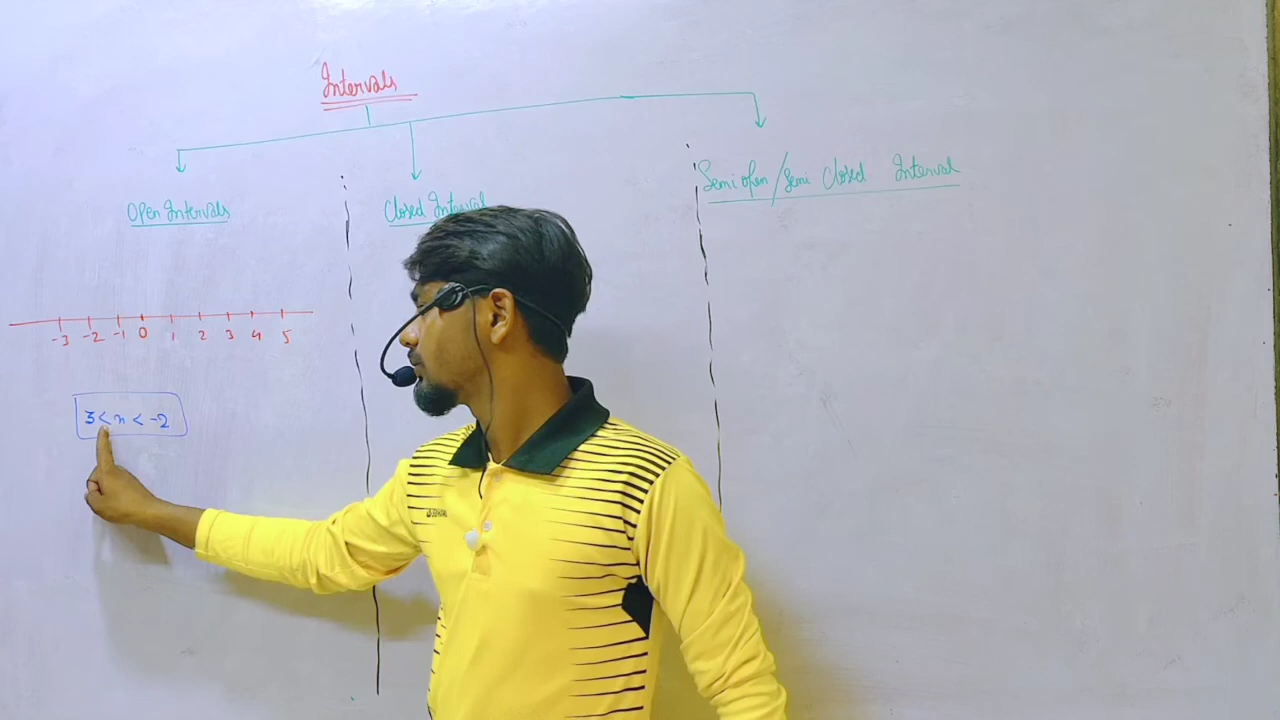 Intervals
Open Intervals
Closed Interval
Semi open/Semi Closed Interval
-3 -2 -1 0 1 2 3 4 5
3 < x < -2